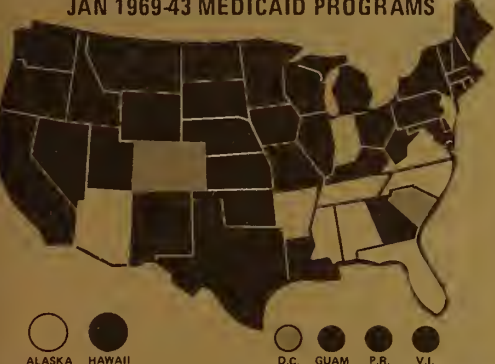 JAN 1969-43 MEDICAID PROGRAMS
ALASKA HAWAII D.C. GUAM P.R. V.I.